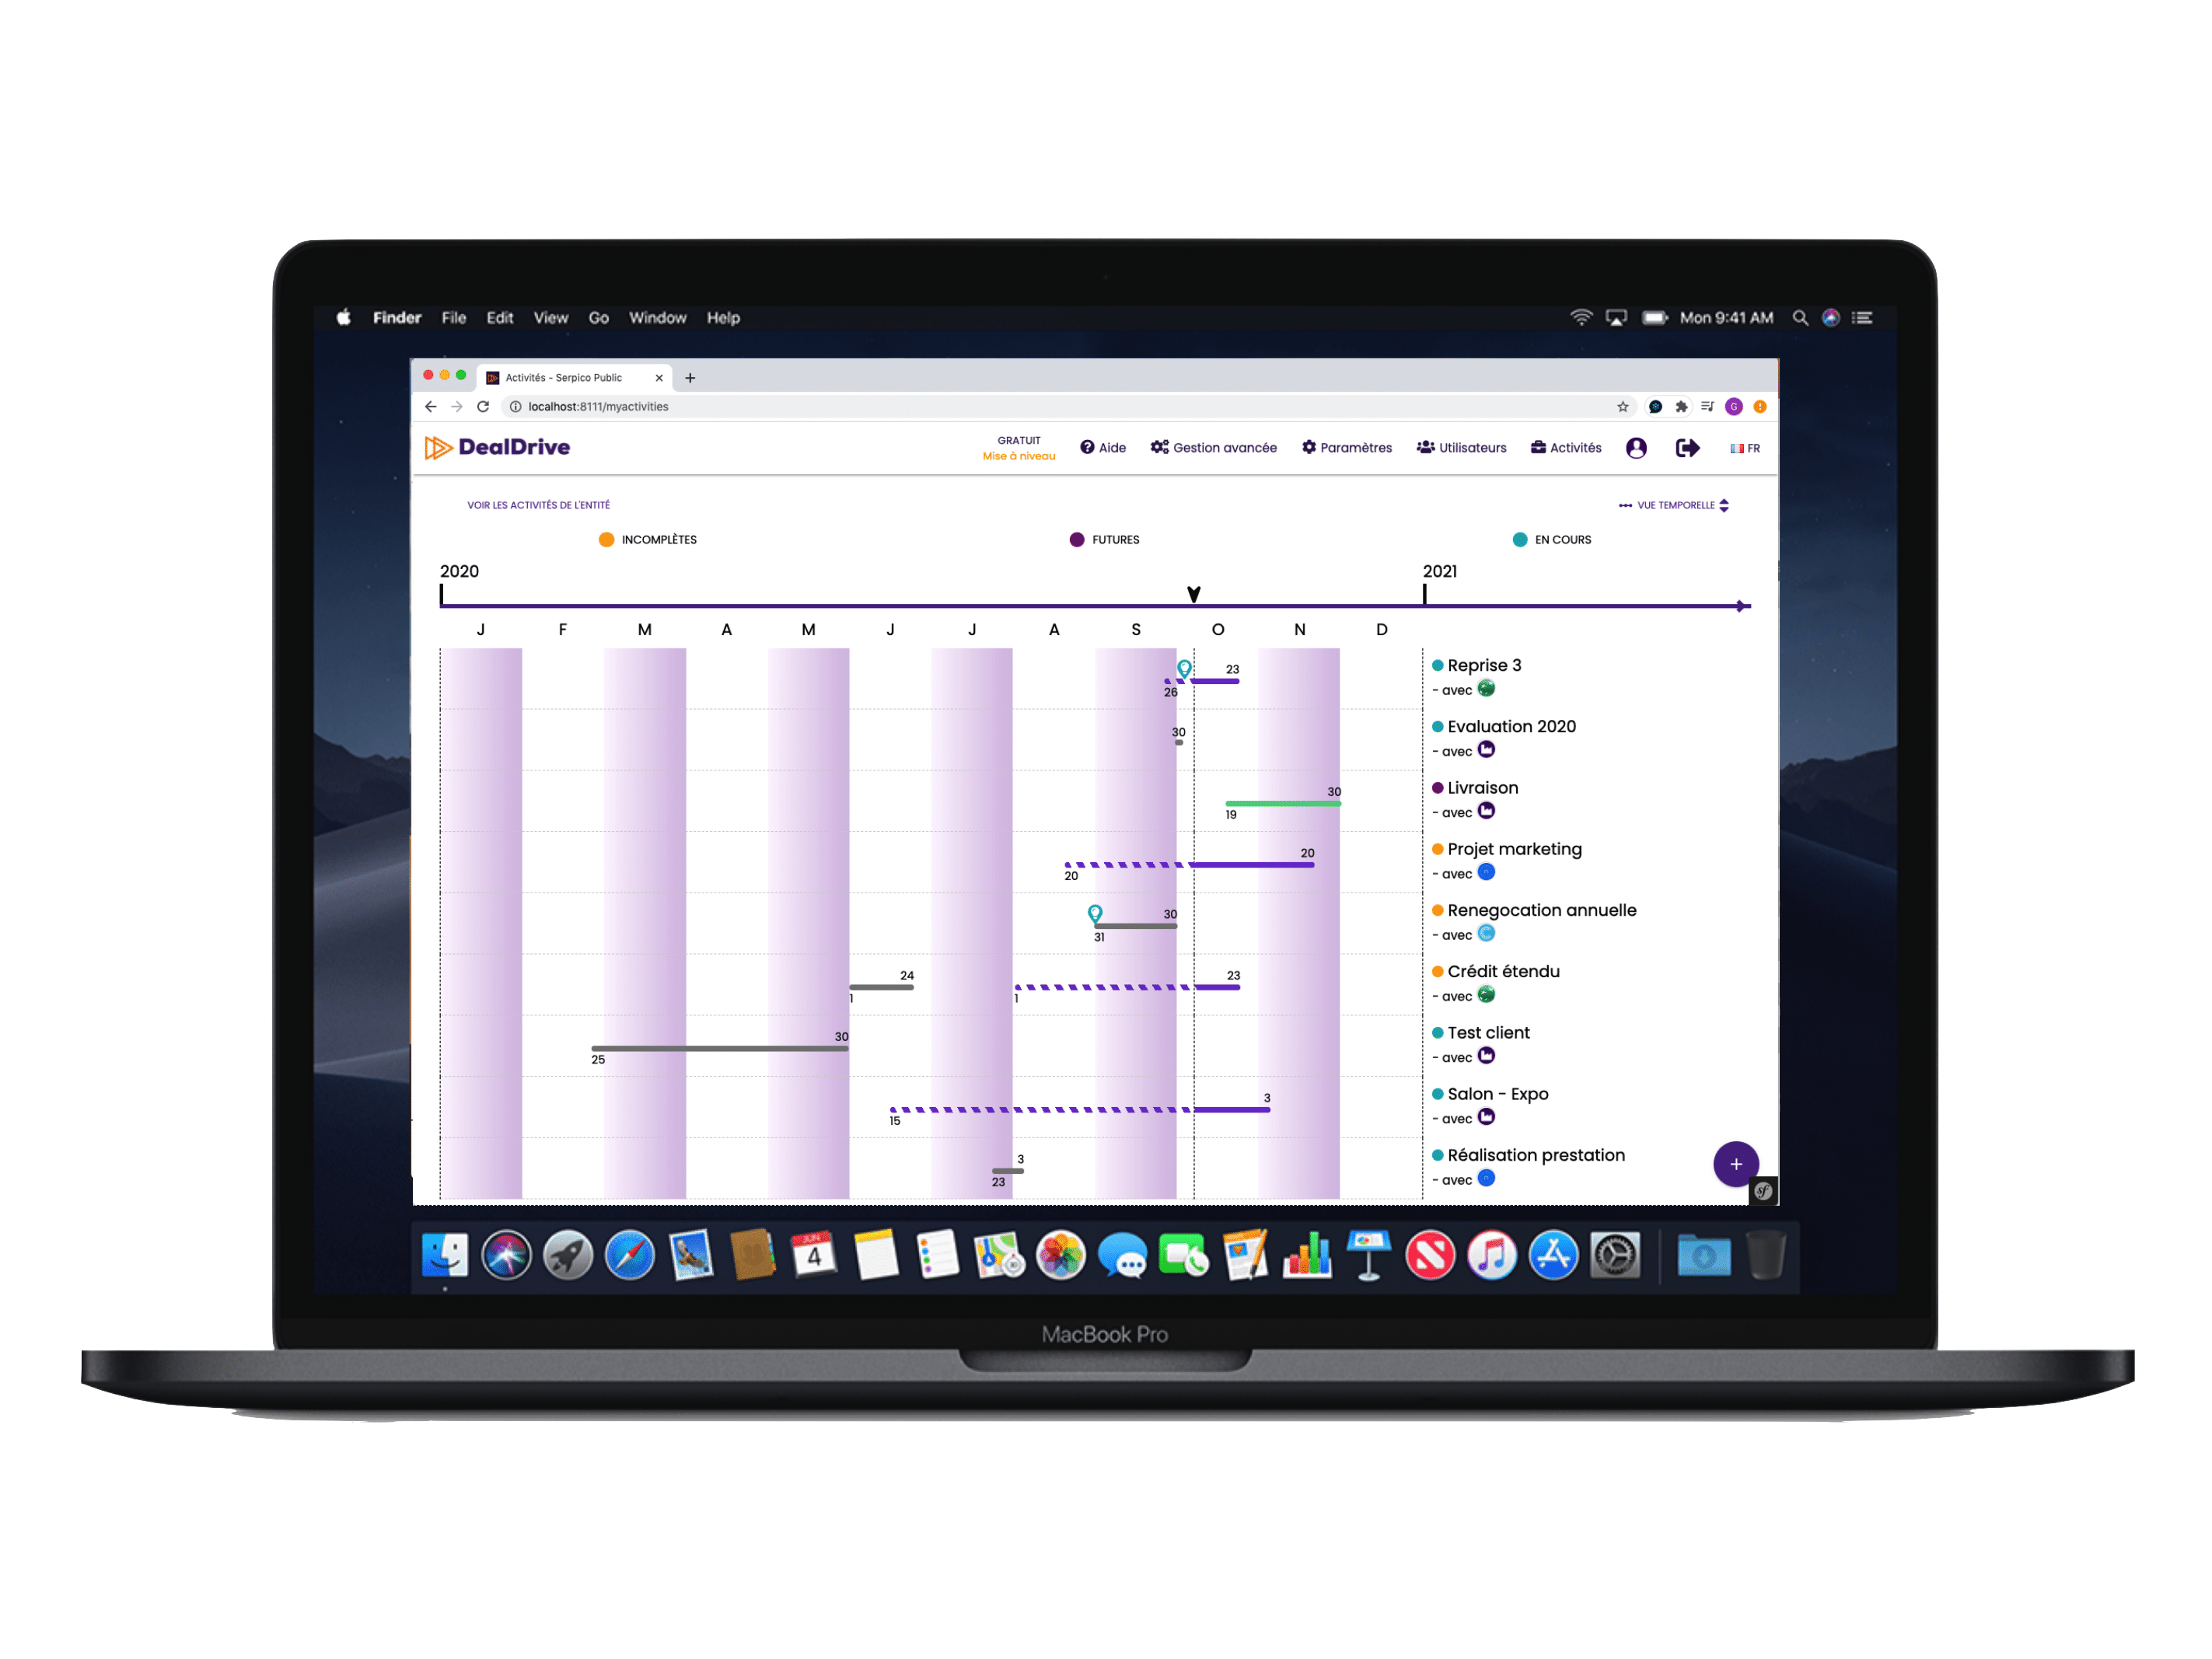 Finder File Edit View Go Window Help
Mon 9:41 AM
Activités - Serpico Public
localhost:8111/myactivities
G
DealDrive
GRATUIT
Mise à niveau
Aide
Gestion avancée
Paramètres
Utilisateurs
Activités
FR
VOIR LES ACTIVITÉS DE L'ENTITÉ
VUE TEMPORELLE
INCOMPLÈTES
FUTURES
EN COURS
2020
2021
J F M A M J J A S O N D
23
26
Reprise 3
- avec
30
Evaluation 2020
- avec
30
19
Livraison
- avec
20
20
Projet marketing
- avec
30
31
Renegocation annuelle
- avec
24
1
23
1
Crédit étendu
- avec
30
25
Test client
- avec
3
15
Salon - Expo
- avec
3
23
Réalisation prestation
- avec
+
sf
JUN
4
MacBook Pro